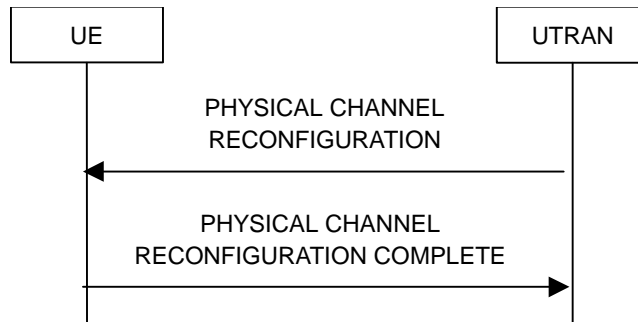 UE
UTRAN
PHYSICAL CHANNEL
RECONFIGURATION
PHYSICAL CHANNEL
RECONFIGURATION COMPLETE